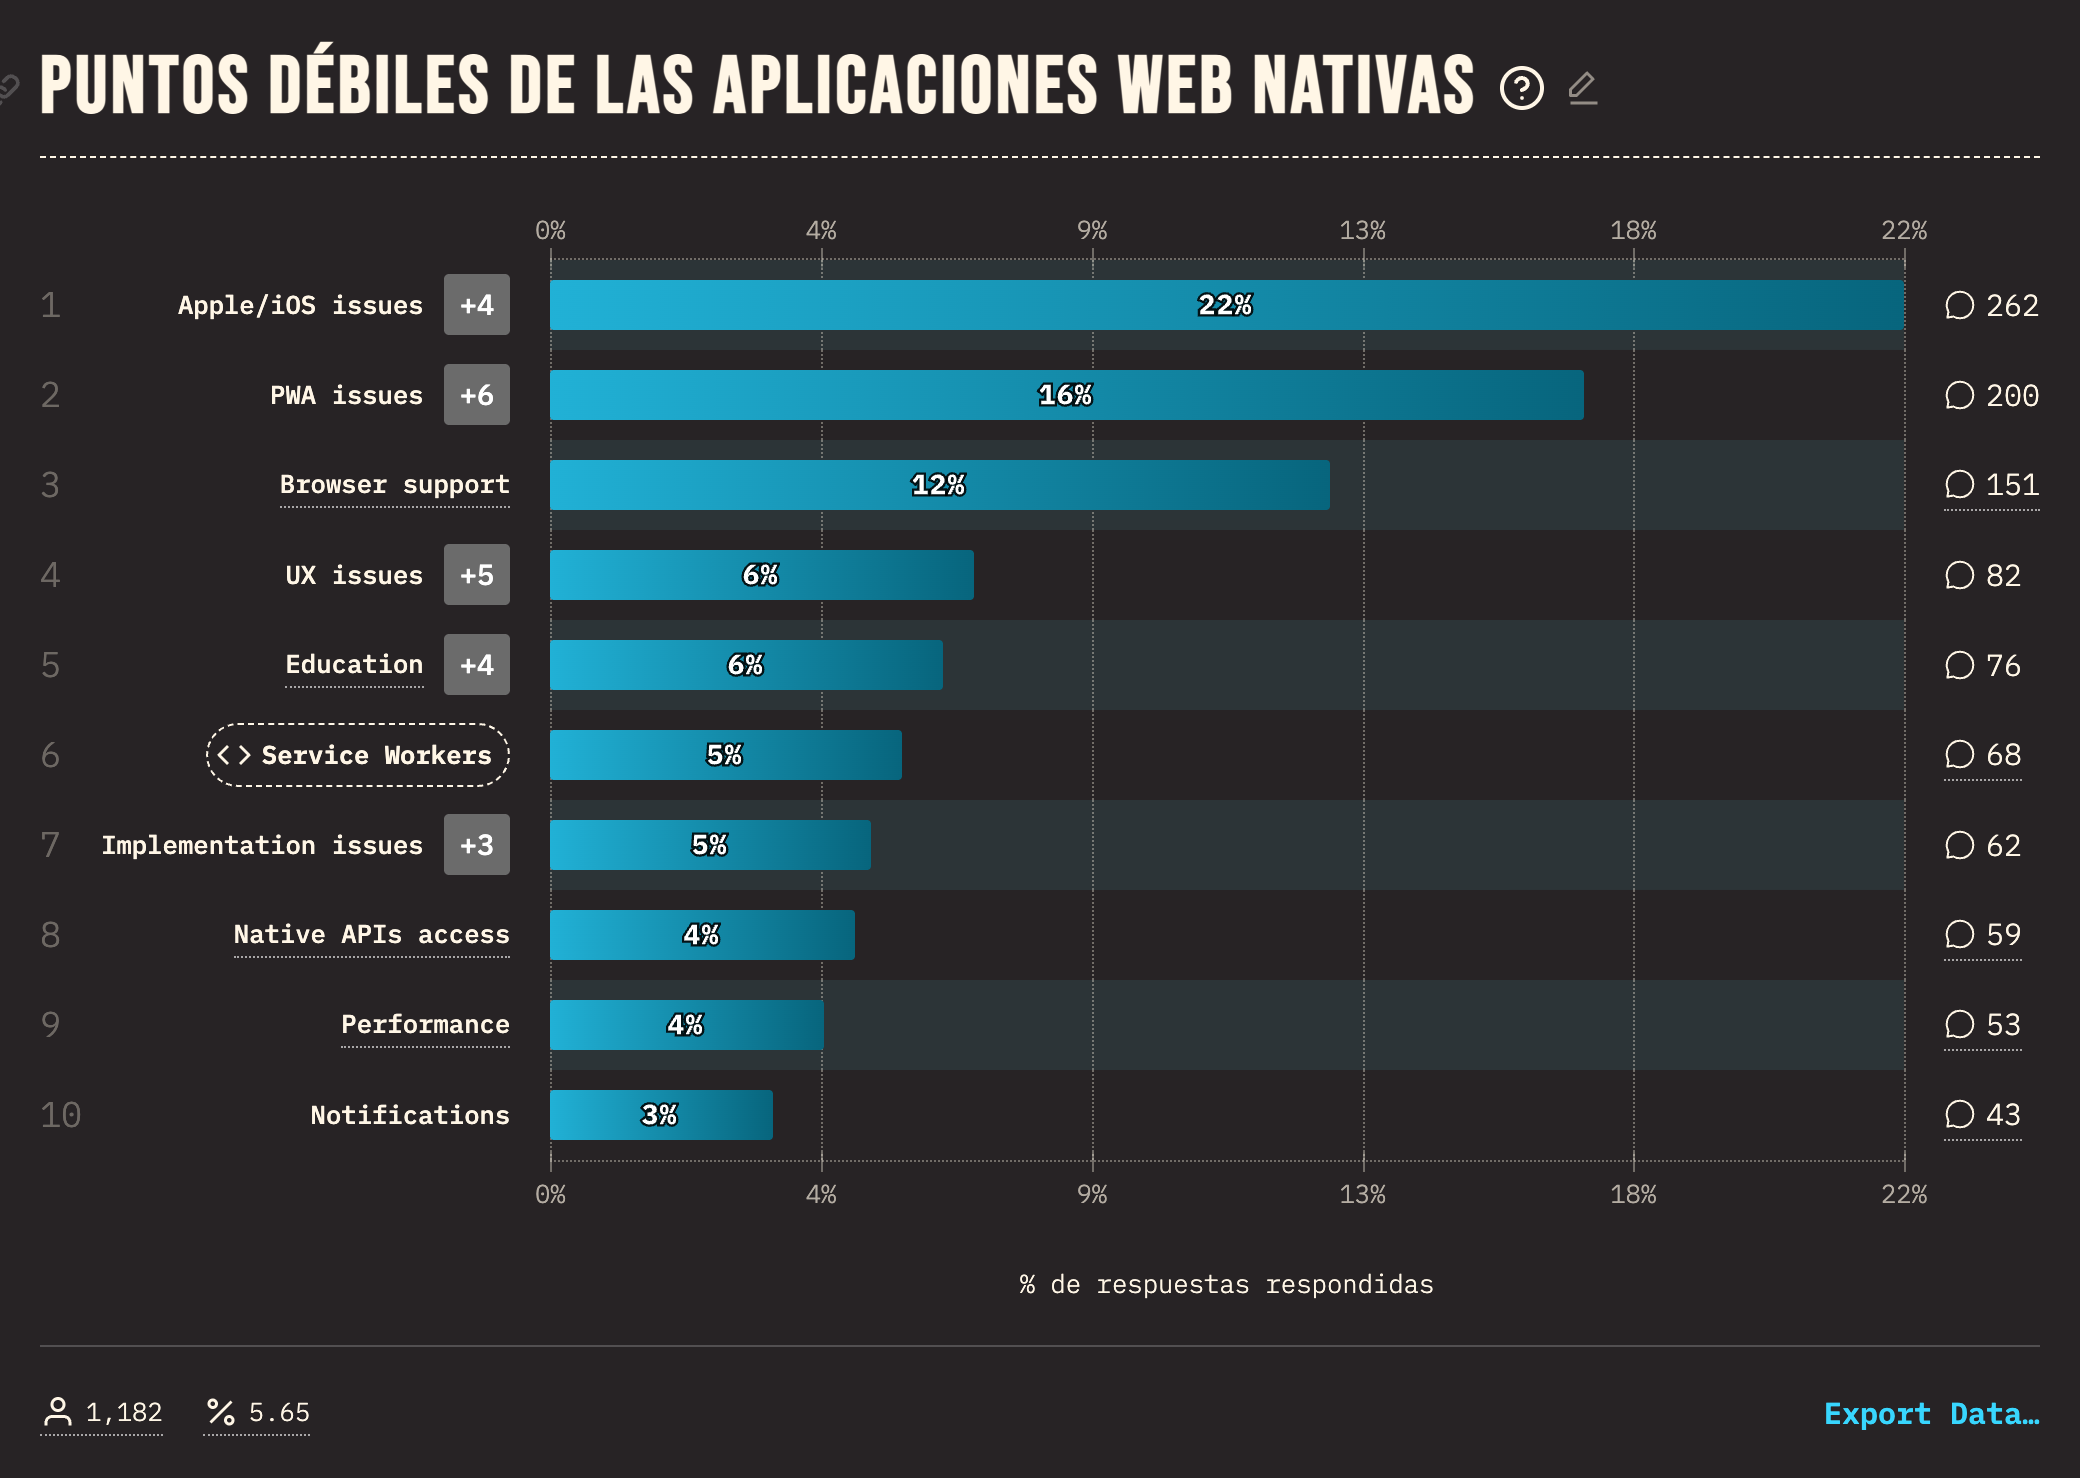 PUNTOS DÉBILES DE LAS APLICACIONES WEB NATIVAS
0% 4% 9% 13% 18% 22%
1 Apple/iOS issues +4 22% 262
2 PWA issues +6 16% 200
3 Browser support 12% 151
4 UX issues +5 6% 82
5 Education +4 6% 76
6 <> Service Workers 5% 68
7 Implementation issues +3 5% 62
8 Native APIs access 4% 59
9 Performance 4% 53
10 Notifications 3% 43
0% 4% 9% 13% 18% 22%
% de respuestas respondidas
1,182 % 5.65 Export Data…